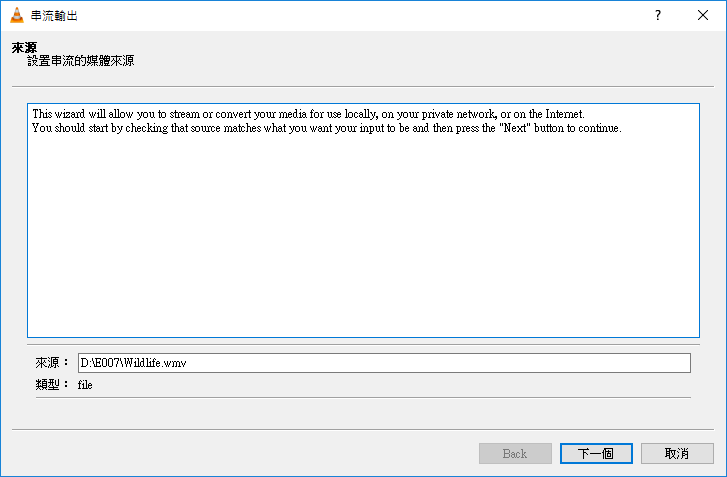 串流輸出
?
來源
設置串流的媒體來源
This wizard will allow you to stream or convert your media for use locally, on your private network, or on the Internet.
You should start by checking that source matches what you want your input to be and then press the "Next" button to continue.
來源： D:\E007\Wildlife.wmv
類型： file
Back 下一個 取消